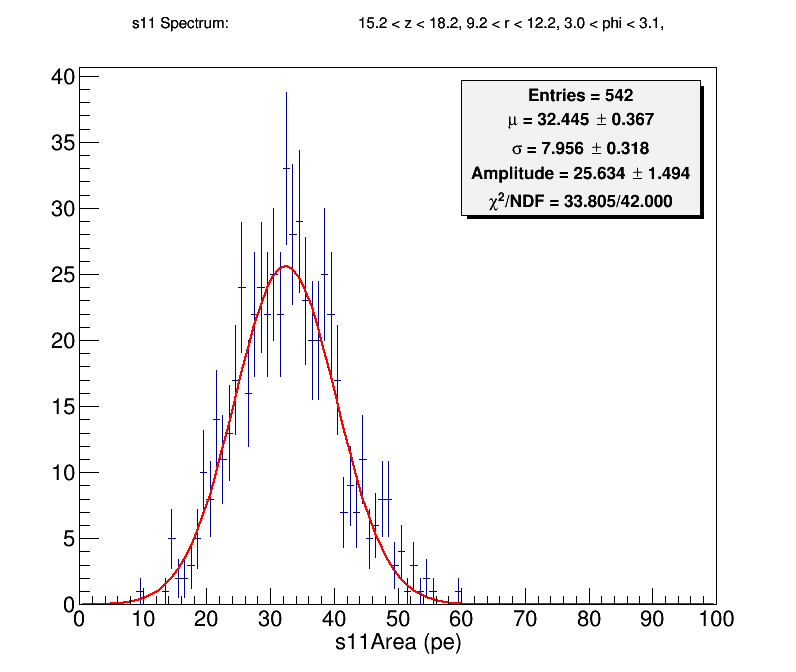 s11 Spectrum: 15.2 < z < 18.2, 9.2 < r < 12.2, 3.0 < phi < 3.1,
Entries = 542
μ = 32.445 ± 0.367
σ = 7.956 ± 0.318
Amplitude = 25.634 ± 1.494
χ²/NDF = 33.805/42.000
40
35
30
25
20
15
10
5
0
0 10 20 30 40 50 60 70 80 90 100
s11Area (pe)